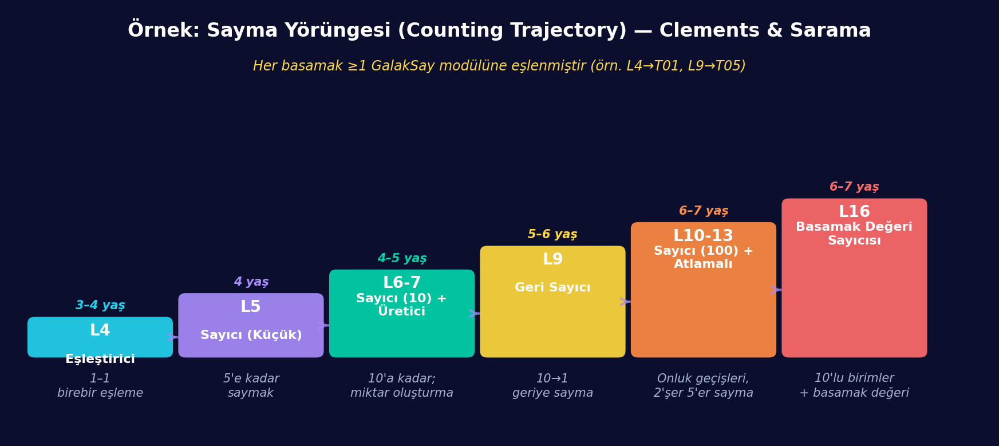 Örnek: Sayma Yörüngesi (Counting Trajectory) — Clements & Sarama
Her basamak ≥1 GalakSay modülüne eşlenmiştir (örn. L4→T01, L9→T05)
3–4 yaş
L4
Eşleştirici
1–1
birebir eşleme
4 yaş
L5
Sayıcı (Küçük)
5'e kadar
saymak
4–5 yaş
L6-7
Sayıcı (10) +
Üretici
10'a kadar;
miktar oluşturma
5–6 yaş
L9
Geri Sayıcı
10→1
geriye sayma
6–7 yaş
L10-13
Sayıcı (100) +
Atlamalı
Onluk geçişleri,
2'şer 5'er sayma
6–7 yaş
L16
Basamak Değeri
Sayıcısı
10'lu birimler
+ basamak değeri